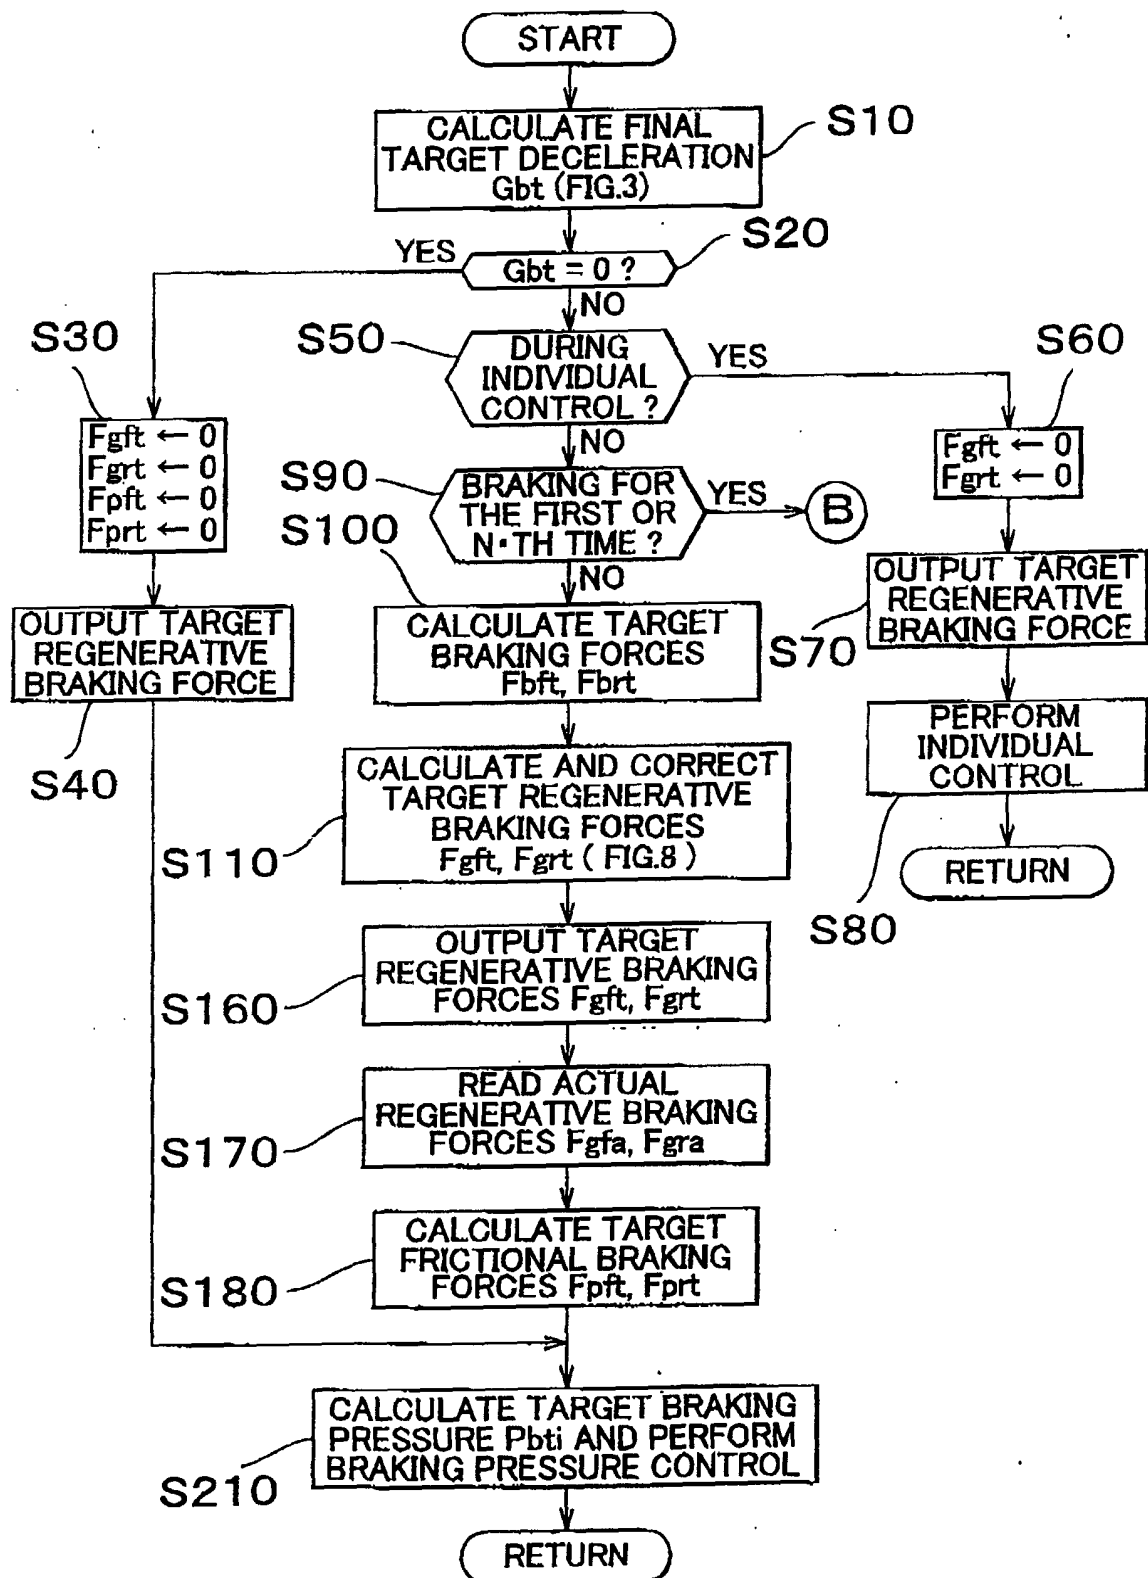 START
CALCULATE FINAL
TARGET DECELERATION
Gbt (FIG.3)
S10
S20
YES
Gbt = 0 ?
NO
S30
S50
DURING
INDIVIDUAL
CONTROL ?
YES
S60
NO
Fgft ← 0
Fgrt ← 0
Fpft ← 0
Fprt ← 0
Fgft ← 0
Fgrt ← 0
S90
BRAKING FOR
THE FIRST OR
N·TH TIME ?
YES
B
S100
NO
OUTPUT TARGET
REGENERATIVE
BRAKING FORCE
S40
CALCULATE TARGET
BRAKING FORCES
Fbft, Fbrt
OUTPUT TARGET
REGENERATIVE
BRAKING FORCE
S70
PERFORM
INDIVIDUAL
CONTROL
S80
RETURN
CALCULATE AND CORRECT
TARGET REGENERATIVE
BRAKING FORCES
Fgft, Fgrt ( FIG.8 )
S110
OUTPUT TARGET
REGENERATIVE BRAKING
FORCES Fgft, Fgrt
S160
READ ACTUAL
REGENERATIVE BRAKING
FORCES Fgfa, Fgra
S170
CALCULATE TARGET
FRICTIONAL BRAKING
FORCES Fpft, Fprt
S180
CALCULATE TARGET BRAKING
PRESSURE Pbti AND PERFORM
BRAKING PRESSURE CONTROL
S210
RETURN